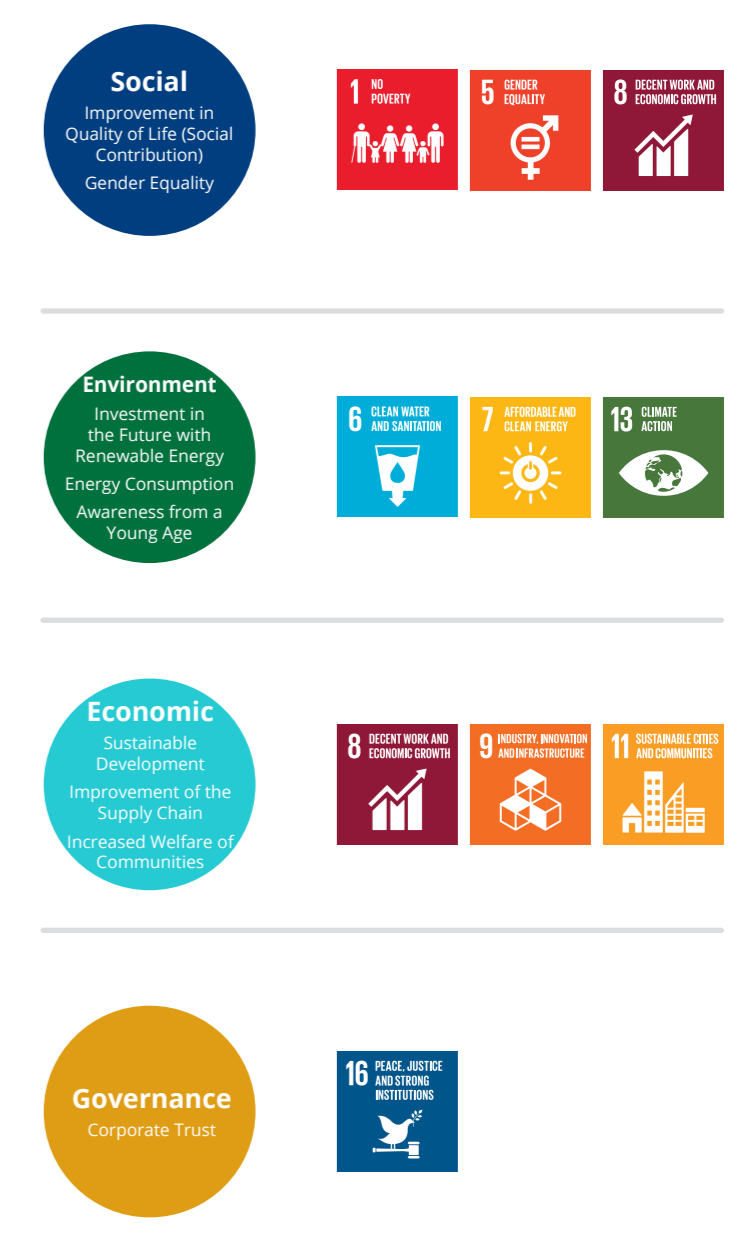 Social
Improvement in
Quality of Life (Social
Contribution)
Gender Equality
1 NO
POVERTY
5 GENDER
EQUALITY
8 DECENT WORK AND
ECONOMIC GROWTH
Environment
Investment in
the Future with
Renewable Energy
Energy Consumption
Awareness from a
Young Age
6 CLEAN WATER
AND SANITATION
7 AFFORDABLE AND
CLEAN ENERGY
13 CLIMATE
ACTION
Economic
Sustainable
Development
Improvement of the
Supply Chain
Increased Welfare of
Communities
8 DECENT WORK AND
ECONOMIC GROWTH
9 INDUSTRY, INNOVATION
AND INFRASTRUCTURE
11 SUSTAINABLE CITIES
AND COMMUNITIES
Governance
Corporate Trust
16 PEACE, JUSTICE
AND STRONG
INSTITUTIONS